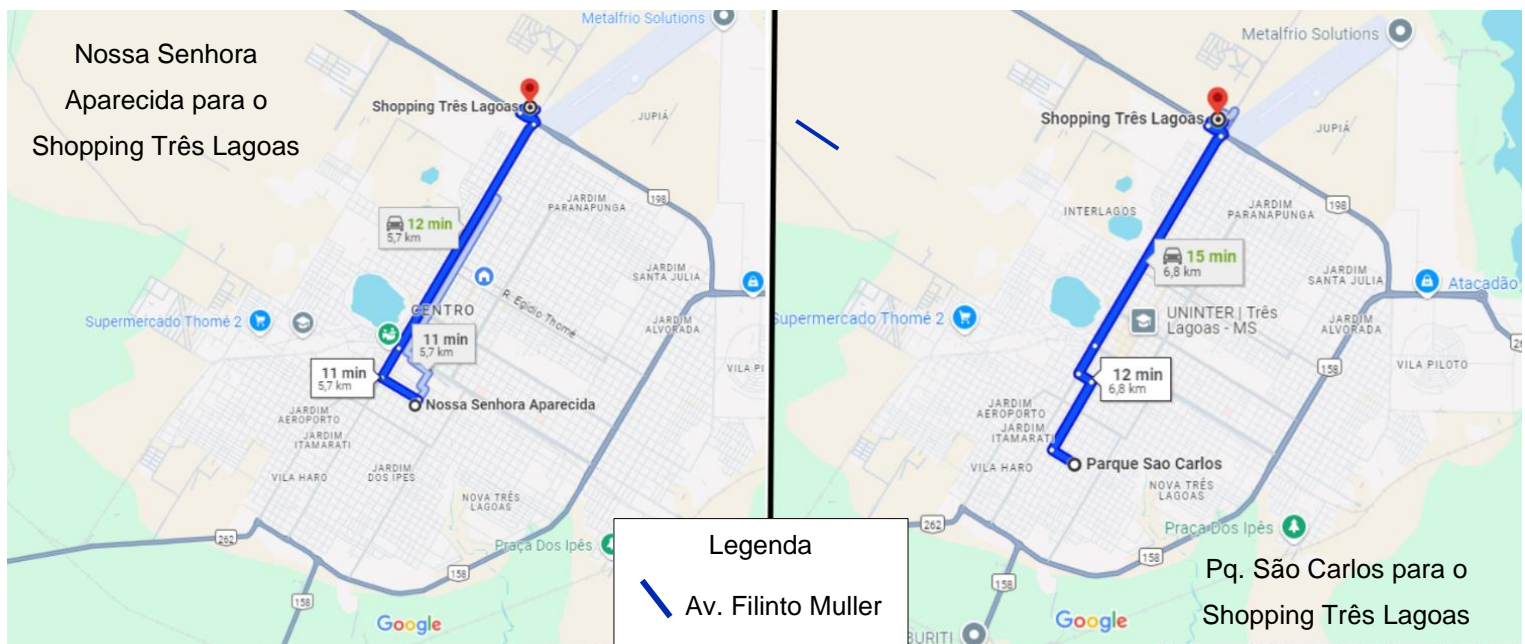 Nossa Senhora
Aparecida para o
Shopping Três Lagoas
Metalfrio Solutions
Shopping Três Lagoas
JUPIÁ
198
JARDIM
PARANAPUNGA
12 min
5,7 km
JARDIM
SANTA JULIA
CENTRO
R. Egídio Thomé
Supermercado Thomé 2
JARDIM
ALVORADA
11 min
5,7 km
11 min
5,7 km
VILA PI
Nossa Senhora Aparecida
JARDIM
AEROPORTO
JARDIM
ITAMARATI
VILA HARO
JARDIM
DOS IPES
NOVA TRÊS
LAGOAS
262
Praça Dos Ipês
158
158
Google
Metalfrio Solutions
Shopping Três Lagoas
JUPIÁ
198
INTERLAGOS
JARDIM
PARANAPUNGA
15 min
6,8 km
JARDIM
SANTA JULIA
Atacadão
Supermercado Thomé 2
UNINTER | Três
Lagoas - MS
JARDIM
ALVORADA
26
VILA PILOTO
158
12 min
6,8 km
JARDIM
AEROPORTO
JARDIM
ITAMARATI
VILA HARO
Parque Sao Carlos
NOVA TRÊS
LAGOAS
262
Praça Dos Ipês
158
158
Google
BURITI
Legenda
Av. Filinto Muller
Pq. São Carlos para o
Shopping Três Lagoas